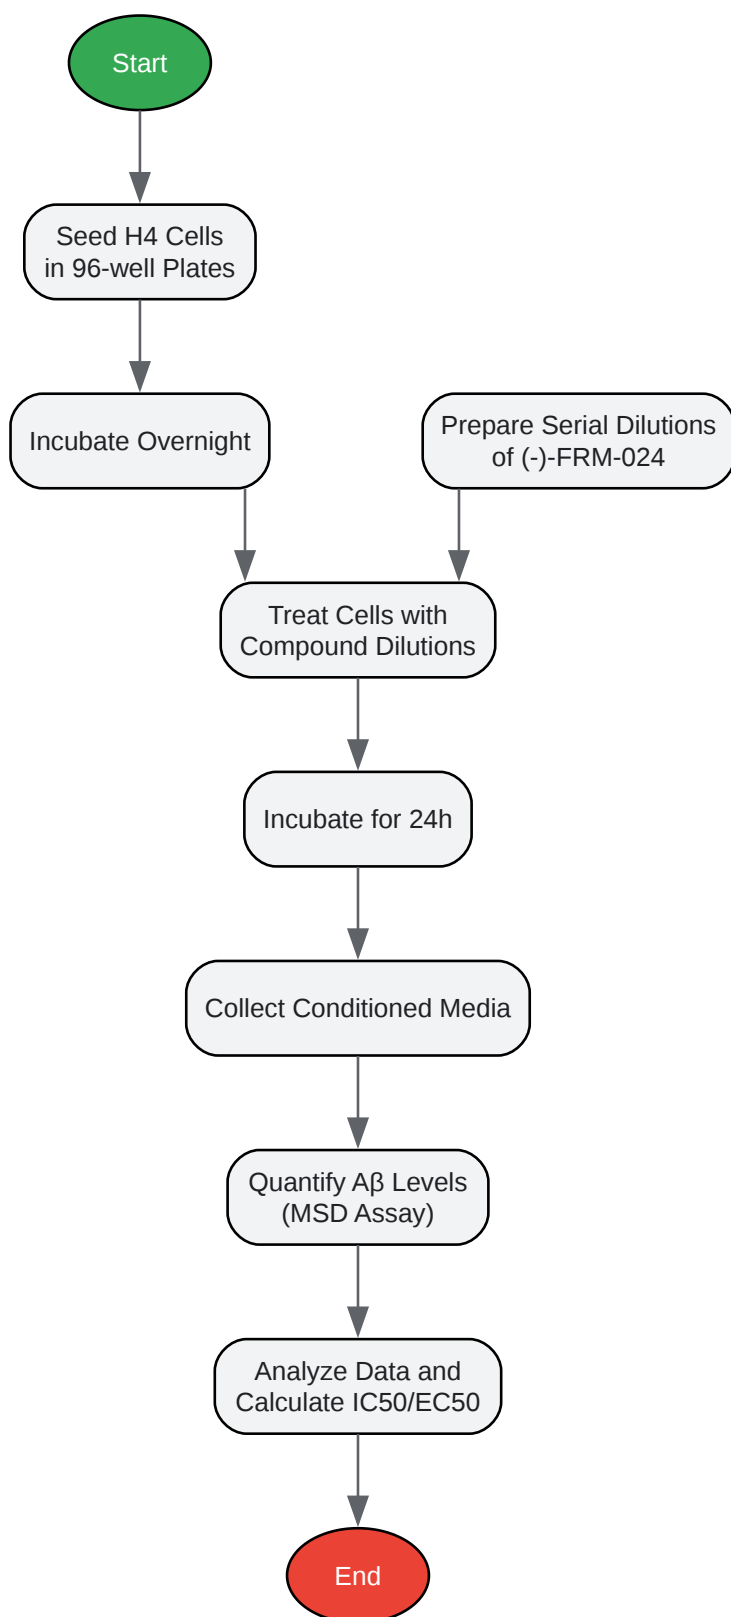 Start
Seed H4 Cells
in 96-well Plates
Incubate Overnight
Prepare Serial Dilutions
of (-)-FRM-024
Treat Cells with
Compound Dilutions
Incubate for 24h
Collect Conditioned Media
Quantify Aβ Levels
(MSD Assay)
Analyze Data and
Calculate IC50/EC50
End